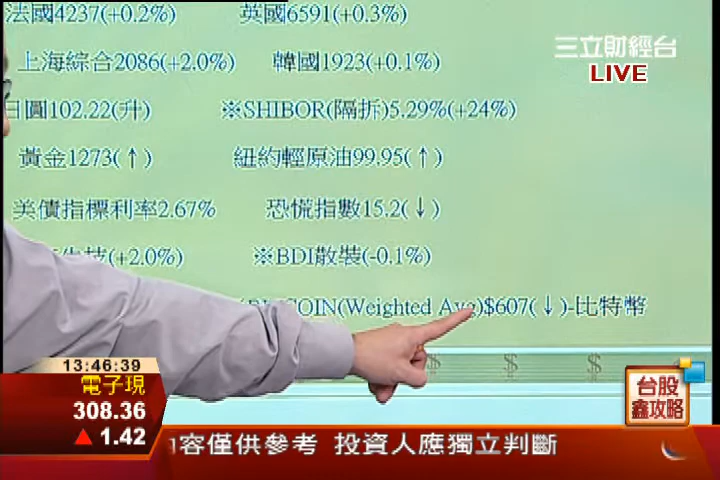 法國4237(+0.2%) 英國6591(+0.3%)
三立財經台
LIVE
上海綜合2086(+2.0%) 韓國1923(+0.1%)
日圓102.22(升) ※SHIBOR(隔拆)5.29%(+24%)
黃金1273(↑) 紐約輕原油99.95(↑)
美債指標利率2.67% 恐慌指數15.2(↓)
生技(+2.0%) ※BDI散裝(-0.1%)
COIN(Weighted Ave)$607(↓)-比特幣
$ $ $
13:46:39
電子現
308.36
▲1.42
台股
鑫攻略
內容僅供參考 投資人應獨立判斷